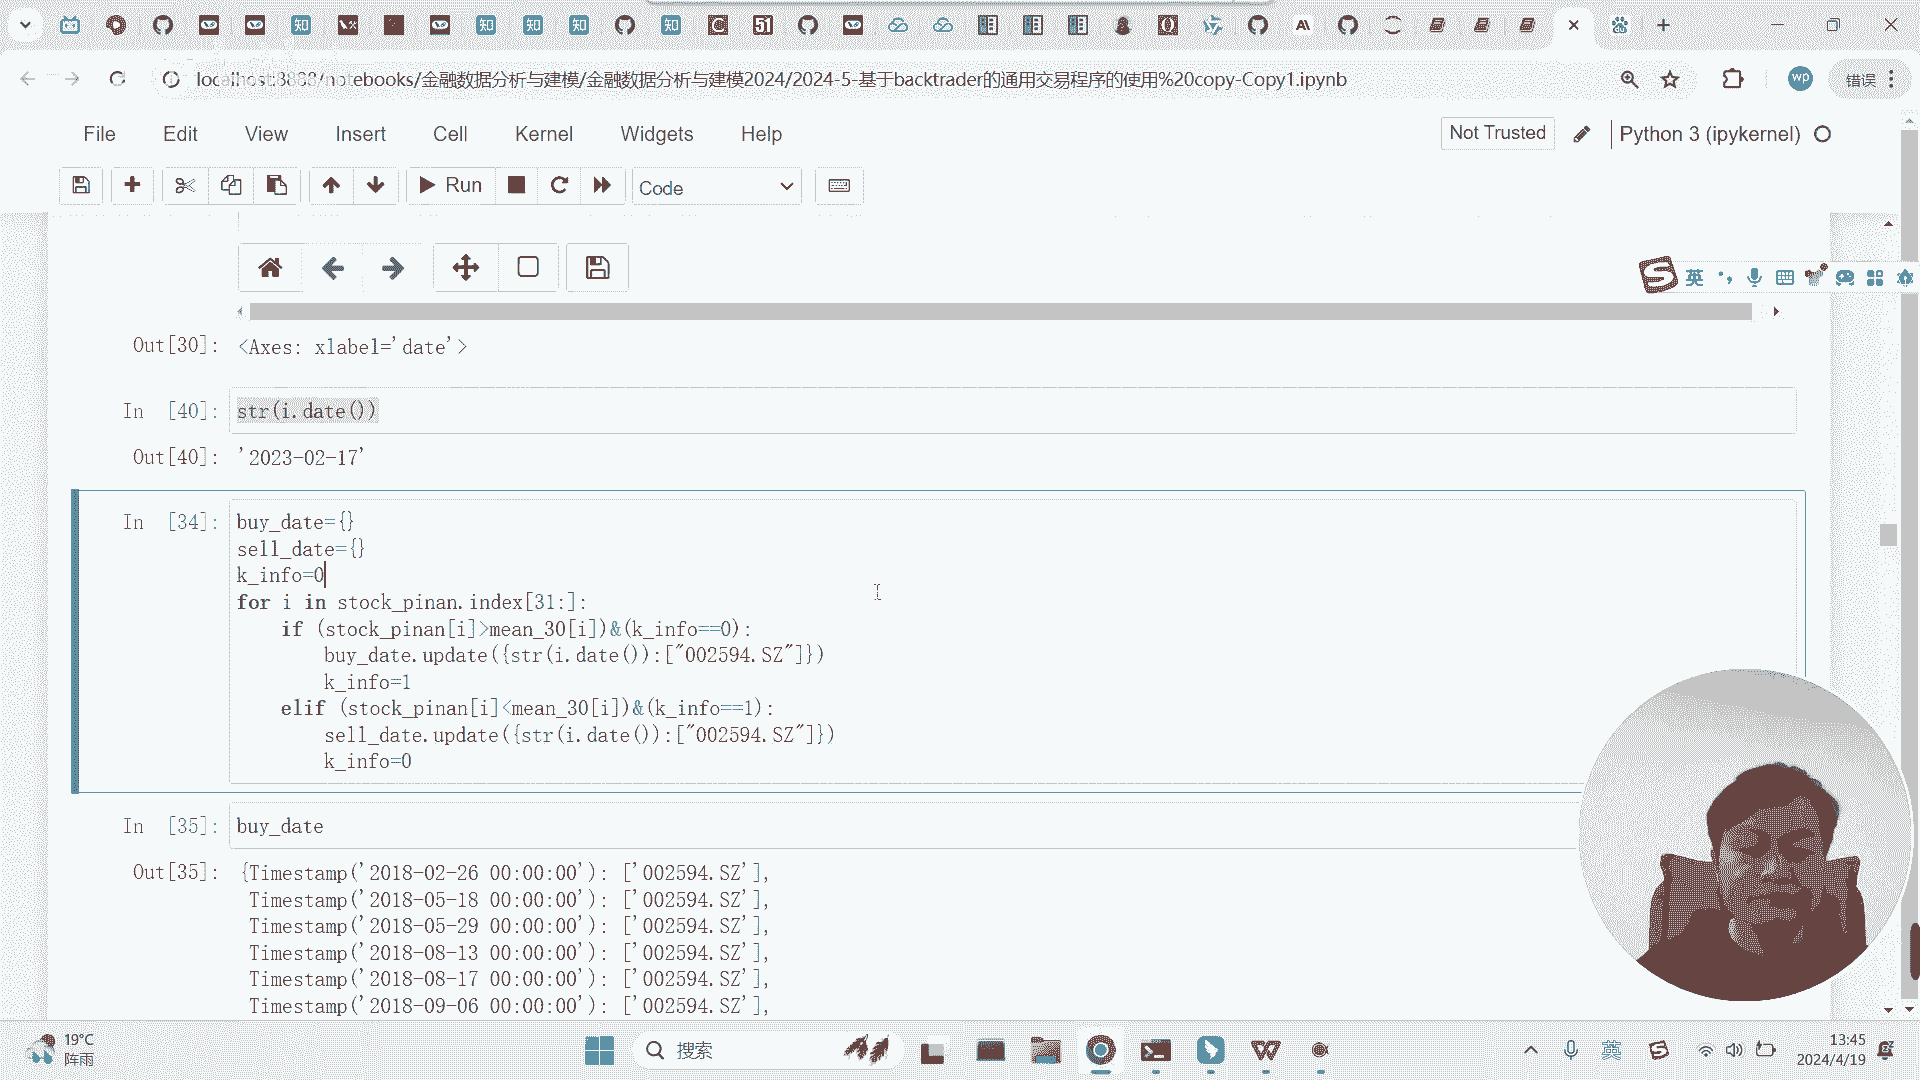 知
知
知
知
知
51
wp
localhost:8888/notebooks/金融数据分析与建模/金融数据分析与建模2024/2024-5-基于backtrader的通用交易程序的使用%20copy-Copy1.ipynb
错误
File Edit View Insert Cell Kernel Widgets Help
Not Trusted
Python 3 (ipykernel)
Run
Code
英
Out[30]: <Axes: xlabel='date'>
In [40]: str(i.date())
Out[40]: '2023-02-17'
In [34]: buy_date={}
sell_date={}
k_info=0
for i in stock_pinan.index[31:]:
if (stock_pinan[i]>mean_30[i])&(k_info==0):
buy_date.update({str(i.date()):["002594.SZ"]})
k_info=1
elif (stock_pinan[i]<mean_30[i])&(k_info==1):
sell_date.update({str(i.date()):["002594.SZ"]})
k_info=0
In [35]: buy_date
Out[35]: {Timestamp('2018-02-26 00:00:00'): ['002594.SZ'],
Timestamp('2018-05-18 00:00:00'): ['002594.SZ'],
Timestamp('2018-05-29 00:00:00'): ['002594.SZ'],
Timestamp('2018-08-13 00:00:00'): ['002594.SZ'],
Timestamp('2018-08-17 00:00:00'): ['002594.SZ'],
Timestamp('2018-09-06 00:00:00'): ['002594.SZ'],
19°C
阵雨
搜索
英
13:45
2024/4/19